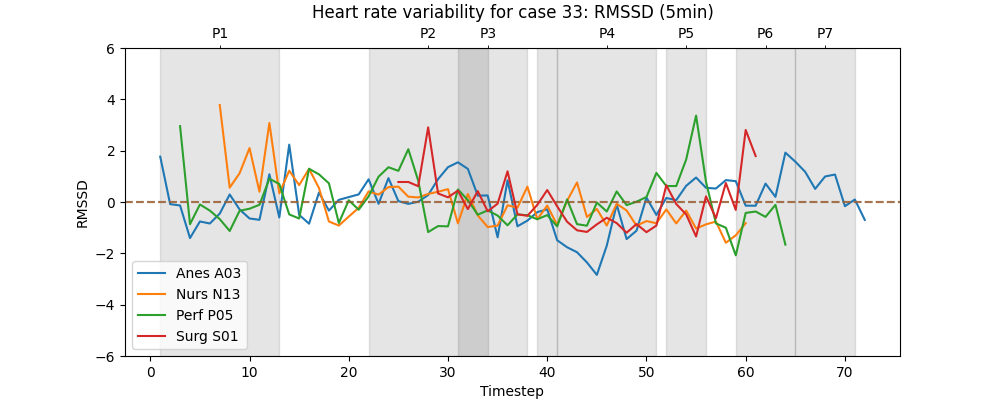 Heart rate variability for case 33: RMSSD (5min)
P1 P2 P3 P4 P5 P6 P7
6
4
2
0
−2
−4
−6
RMSSD
Anes A03
Nurs N13
Perf P05
Surg S01
0 10 20 30 40 50 60 70
Timestep